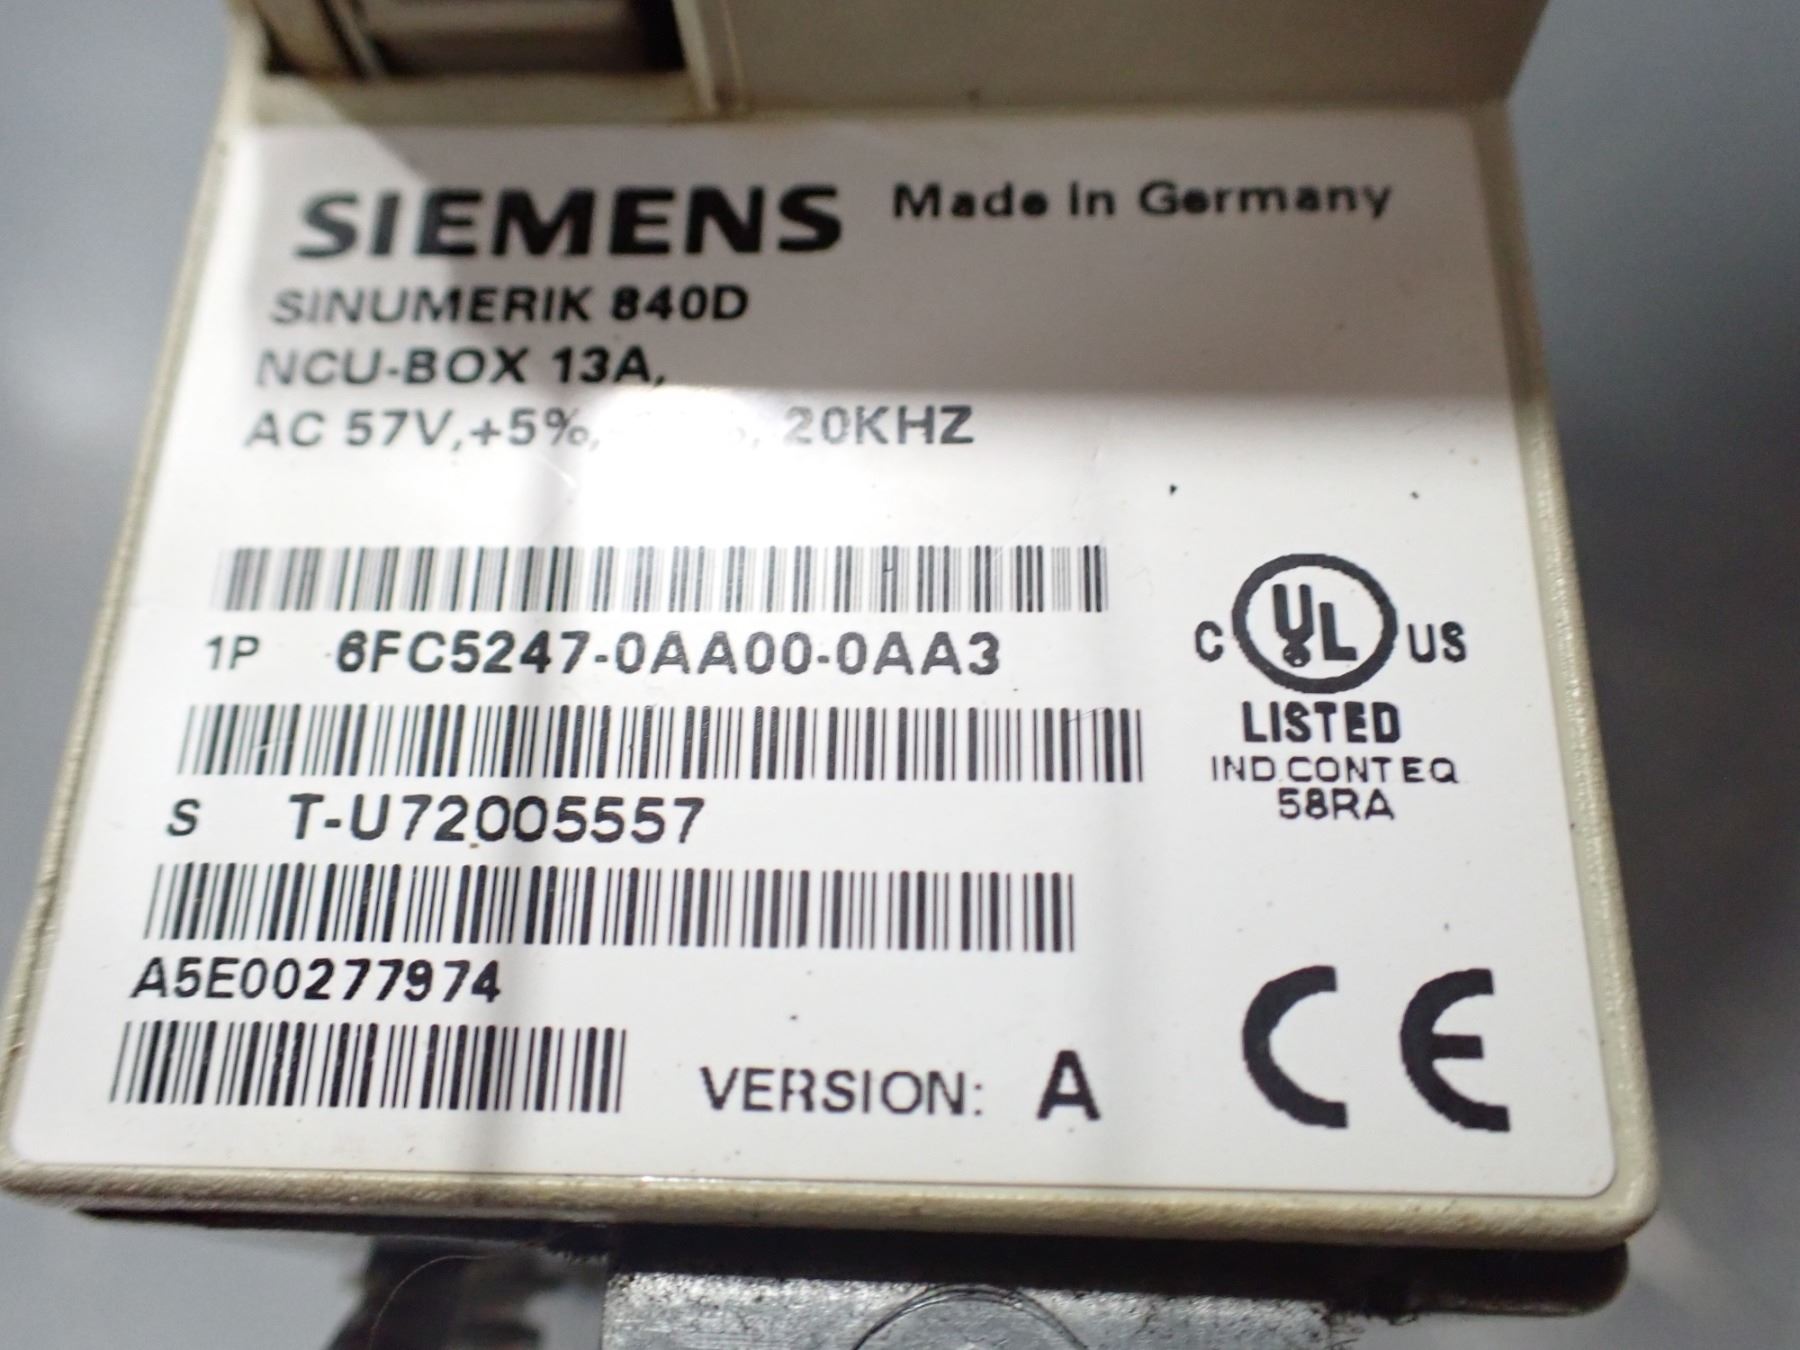 SIEMENS Made in Germany
SINUMERIK 840D
NCU-BOX 13A,
AC 57V,+5%, 20KHZ
1P 6FC5247-0AA00-0AA3
C UL US
LISTED
IND.CONT EQ
58RA
S T-U72005557
A5E00277974
VERSION: A
CE